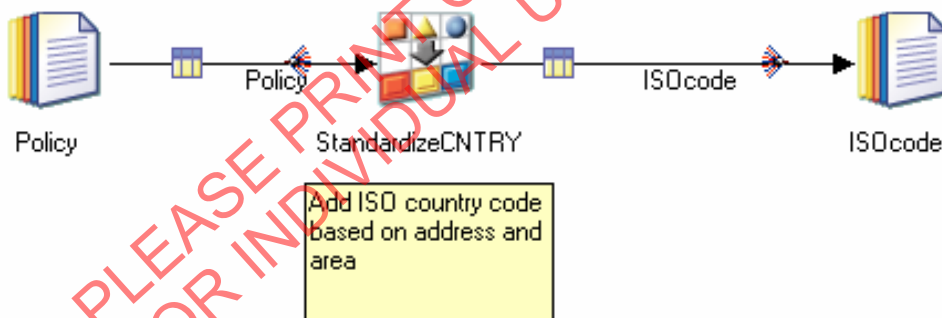 Policy
ISOcode
Policy
StandardizeCNTRY
ISOcode
Add ISO country code
based on address and
area
PLEASE PRINT
OR INDIVIDUAL U